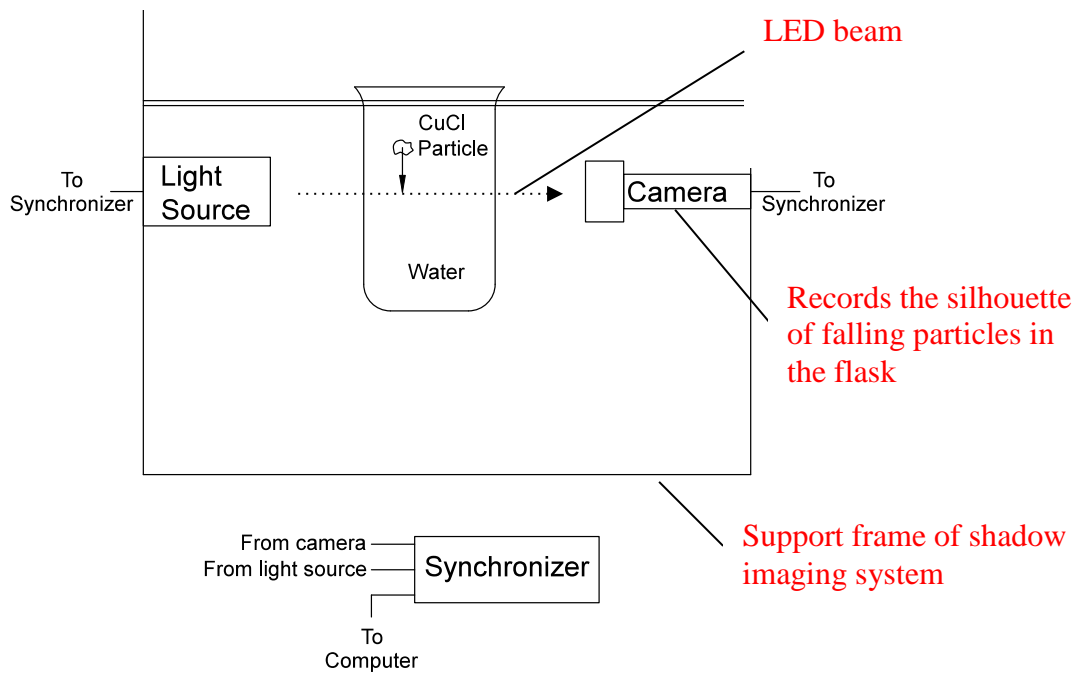 LED beam
CuCl
Particle
To
Synchronizer
Light
Source
Camera
To
Synchronizer
Water
Records the silhouette
of falling particles in
the flask
Support frame of shadow
imaging system
From camera
From light source
Synchronizer
To
Computer